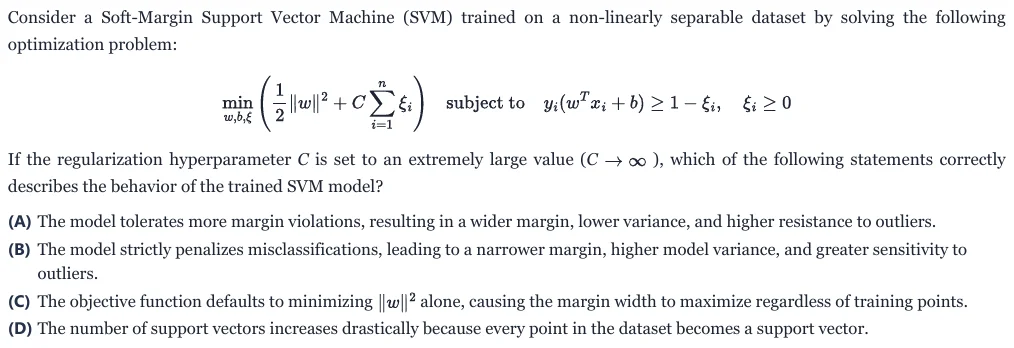 Consider a Soft-Margin Support Vector Machine (SVM) trained on a non-linearly separable dataset by solving the following
optimization problem:
min_{w,b,ξ} ( 1/2 ‖w‖² + C ∑_{i=1}^{n} ξ_i ) subject to y_i(w^T x_i + b) ≥ 1 − ξ_i, ξ_i ≥ 0
If the regularization hyperparameter C is set to an extremely large value (C → ∞ ), which of the following statements correctly
describes the behavior of the trained SVM model?
(A) The model tolerates more margin violations, resulting in a wider margin, lower variance, and higher resistance to outliers.
(B) The model strictly penalizes misclassifications, leading to a narrower margin, higher model variance, and greater sensitivity to
outliers.
(C) The objective function defaults to minimizing ‖w‖² alone, causing the margin width to maximize regardless of training points.
(D) The number of support vectors increases drastically because every point in the dataset becomes a support vector.